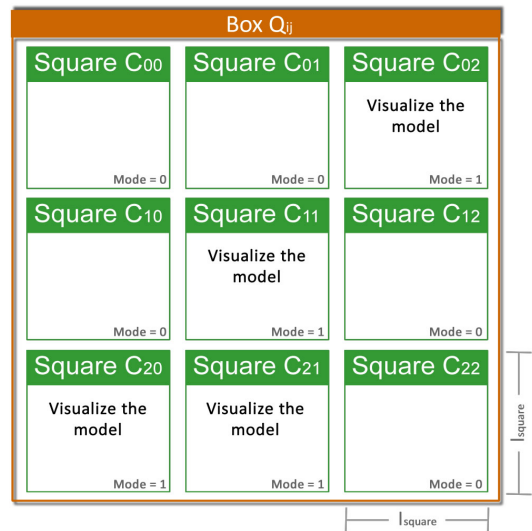 Box Qij
Square C00
Square C01
Square C02
Visualize the
model
Mode = 0
Mode = 0
Mode = 1
Square C10
Square C11
Square C12
Visualize the
model
Mode = 0
Mode = 1
Mode = 0
Square C20
Square C21
Square C22
Visualize the
model
Visualize the
model
Mode = 1
Mode = 1
Mode = 0
lsquare
lsquare